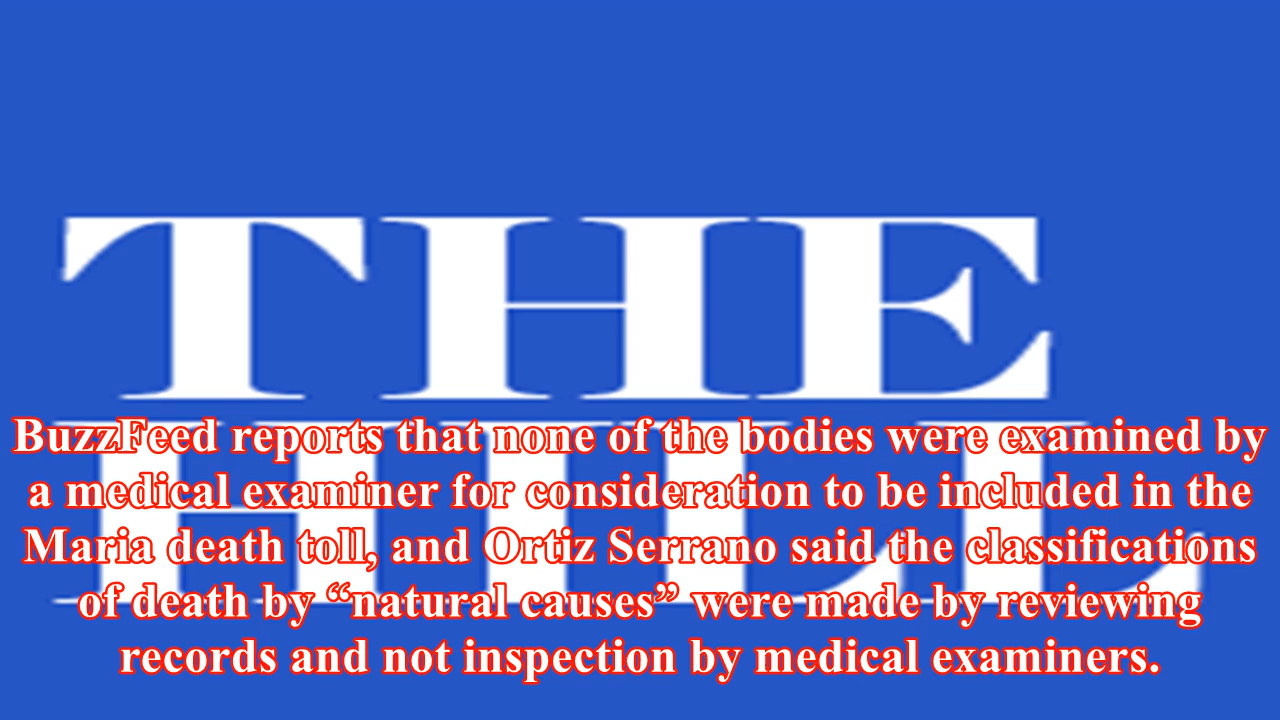 THE
HILL
BuzzFeed reports that none of the bodies were examined by
a medical examiner for consideration to be included in the
Maria death toll, and Ortiz Serrano said the classifications
of death by “natural causes” were made by reviewing
records and not inspection by medical examiners.